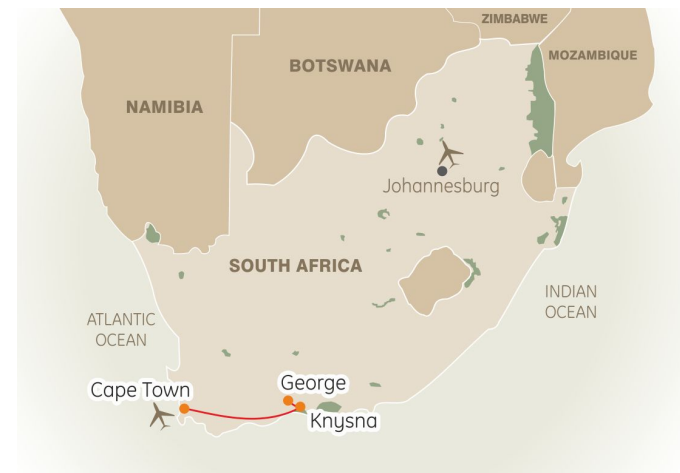 ZIMBABWE
BOTSWANA
MOZAMBIQUE
NAMIBIA
Johannesburg
SOUTH AFRICA
INDIAN
OCEAN
ATLANTIC
OCEAN
George
Cape Town
Knysna